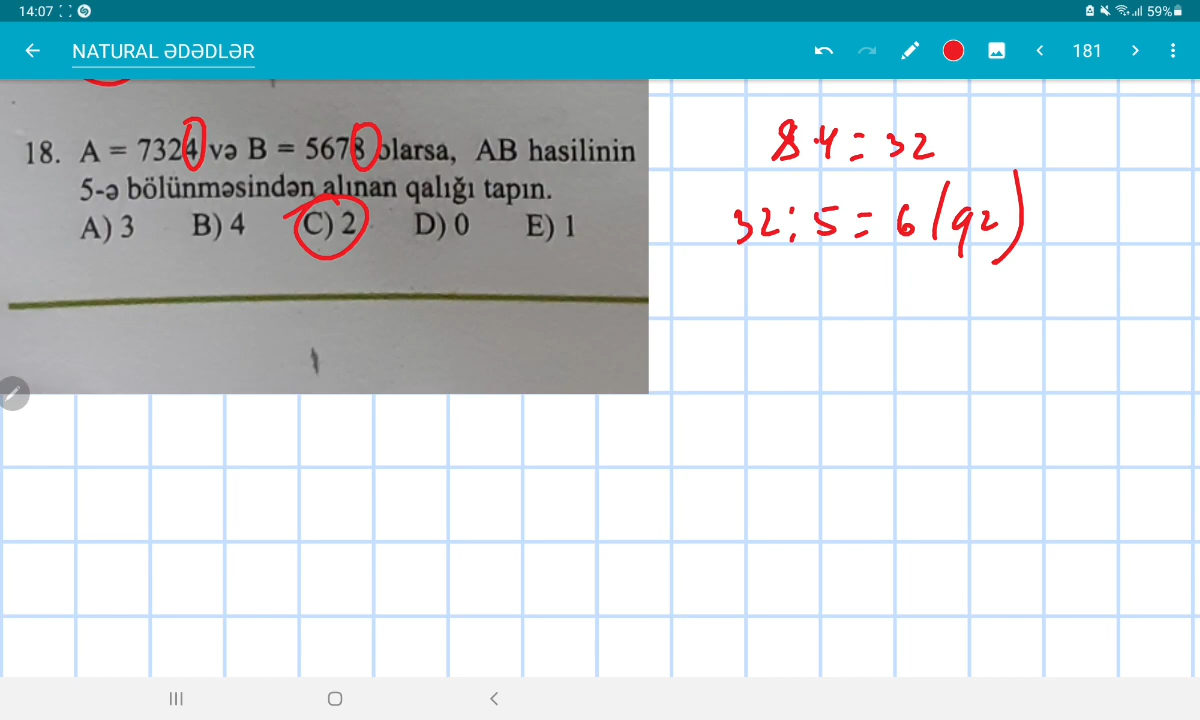 14:07
59%
NATURAL ƏDƏDLƏR
181
18. A = 7324 və B = 5678 olarsa, AB hasilinin
5-ə bölünməsindən alınan qalığı tapın.
A) 3 B) 4 C) 2 D) 0 E) 1
8·4=32
32:5=6(q2)